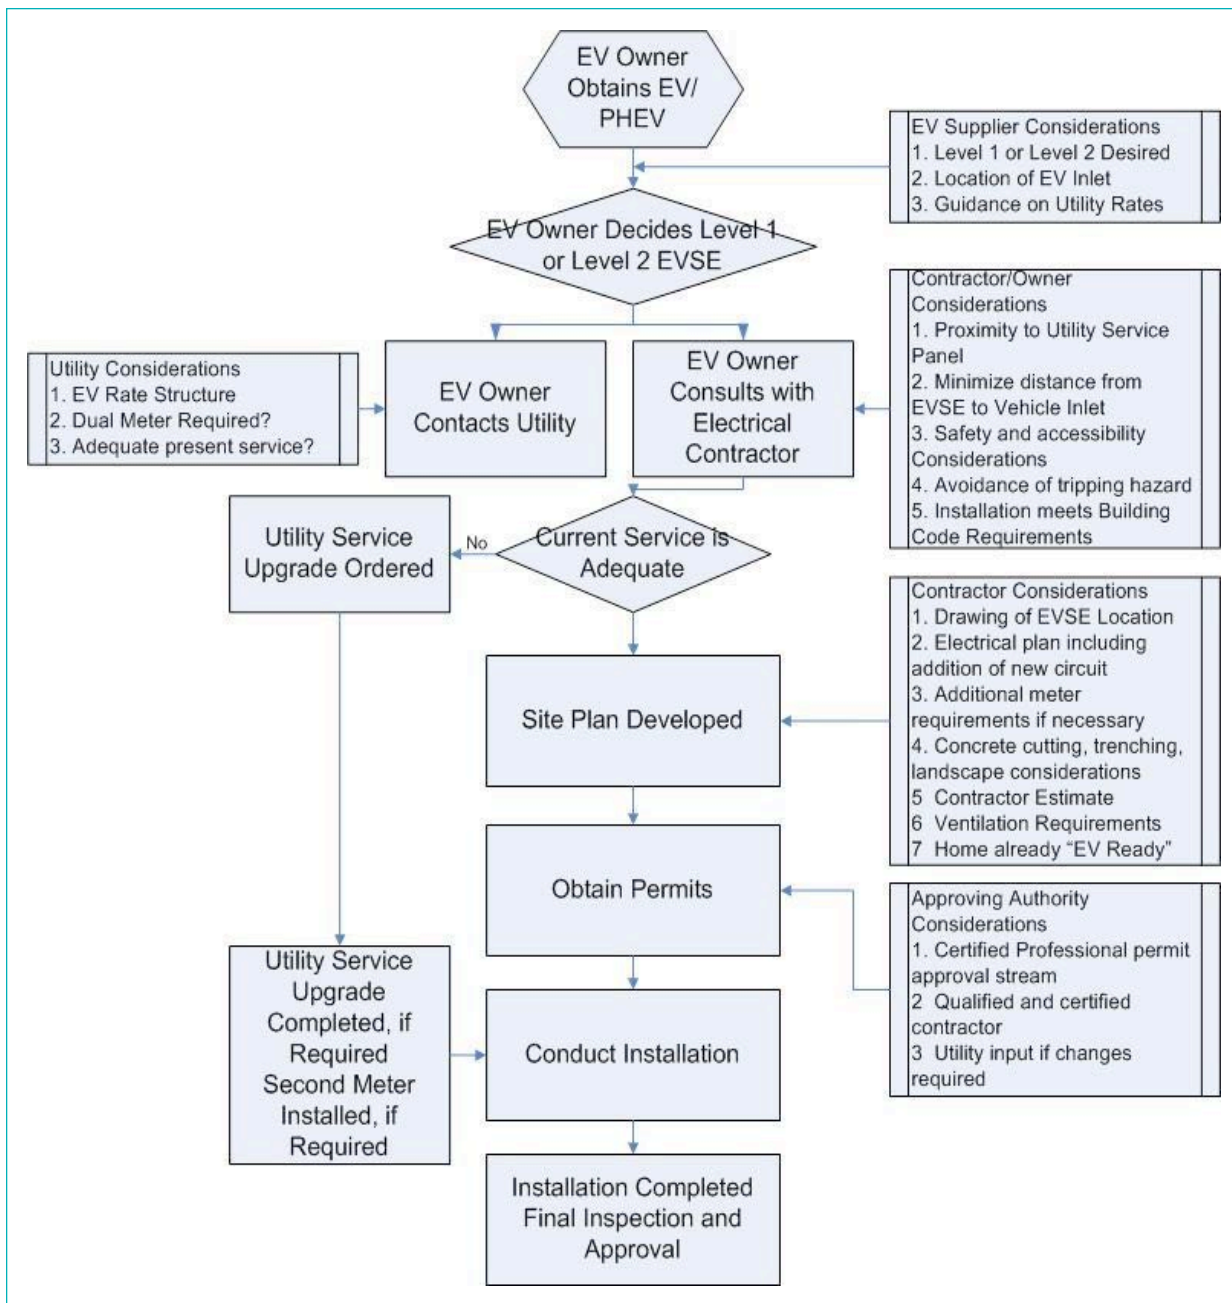 EV Owner
Obtains EV/
PHEV
EV Supplier Considerations
1. Level 1 or Level 2 Desired
2. Location of EV Inlet
3. Guidance on Utility Rates
EV Owner Decides Level 1
or Level 2 EVSE
Contractor/Owner
Considerations
1. Proximity to Utility Service
Panel
2. Minimize distance from
EVSE to Vehicle Inlet
3. Safety and accessibility
Considerations
4. Avoidance of tripping hazard
5. Installation meets Building
Code Requirements
Utility Considerations
1. EV Rate Structure
2. Dual Meter Required?
3. Adequate present service?
EV Owner
Contacts Utility
EV Owner
Consults with
Electrical
Contractor
Utility Service
Upgrade Ordered
No
Current Service is
Adequate
Contractor Considerations
1. Drawing of EVSE Location
2. Electrical plan including
addition of new circuit
3. Additional meter
requirements if necessary
4. Concrete cutting, trenching,
landscape considerations
5 Contractor Estimate
6 Ventilation Requirements
7 Home already “EV Ready”
Site Plan Developed
Obtain Permits
Approving Authority
Considerations
1. Certified Professional permit
approval stream
2 Qualified and certified
contractor
3 Utility input if changes
required
Utility Service
Upgrade
Completed, if
Required
Second Meter
Installed, if
Required
Conduct Installation
Installation Completed
Final Inspection and
Approval